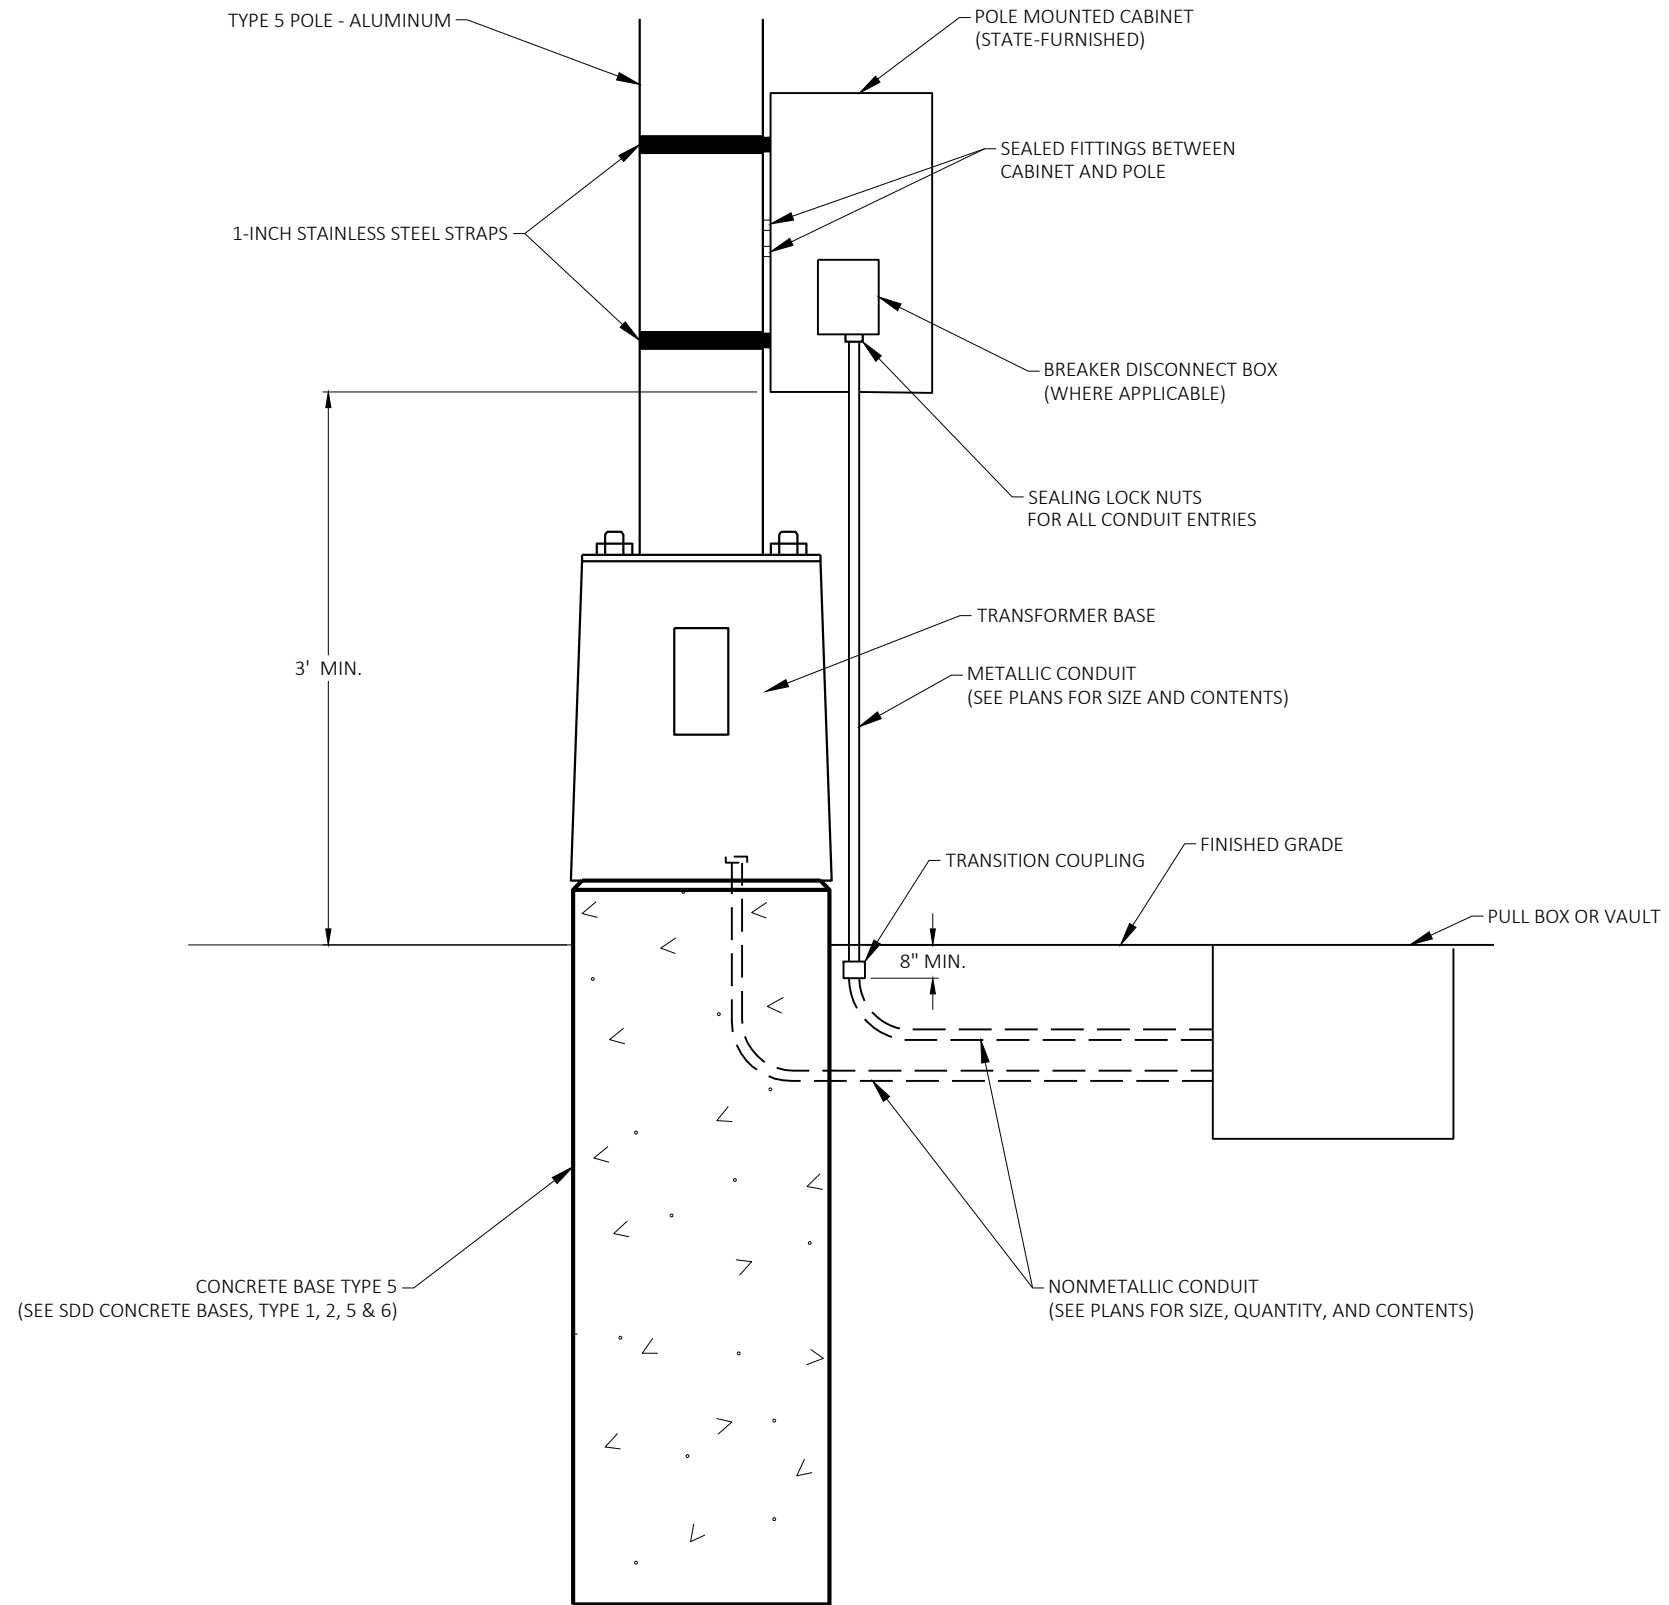 TYPE 5 POLE - ALUMINUM
POLE MOUNTED CABINET
(STATE-FURNISHED)
SEALED FITTINGS BETWEEN
CABINET AND POLE
1-INCH STAINLESS STEEL STRAPS
BREAKER DISCONNECT BOX
(WHERE APPLICABLE)
SEALING LOCK NUTS
FOR ALL CONDUIT ENTRIES
TRANSFORMER BASE
3' MIN.
METALLIC CONDUIT
(SEE PLANS FOR SIZE AND CONTENTS)
FINISHED GRADE
TRANSITION COUPLING
PULL BOX OR VAULT
8" MIN.
CONCRETE BASE TYPE 5
(SEE SDD CONCRETE BASES, TYPE 1, 2, 5 & 6)
NONMETALLIC CONDUIT
(SEE PLANS FOR SIZE, QUANTITY, AND CONTENTS)